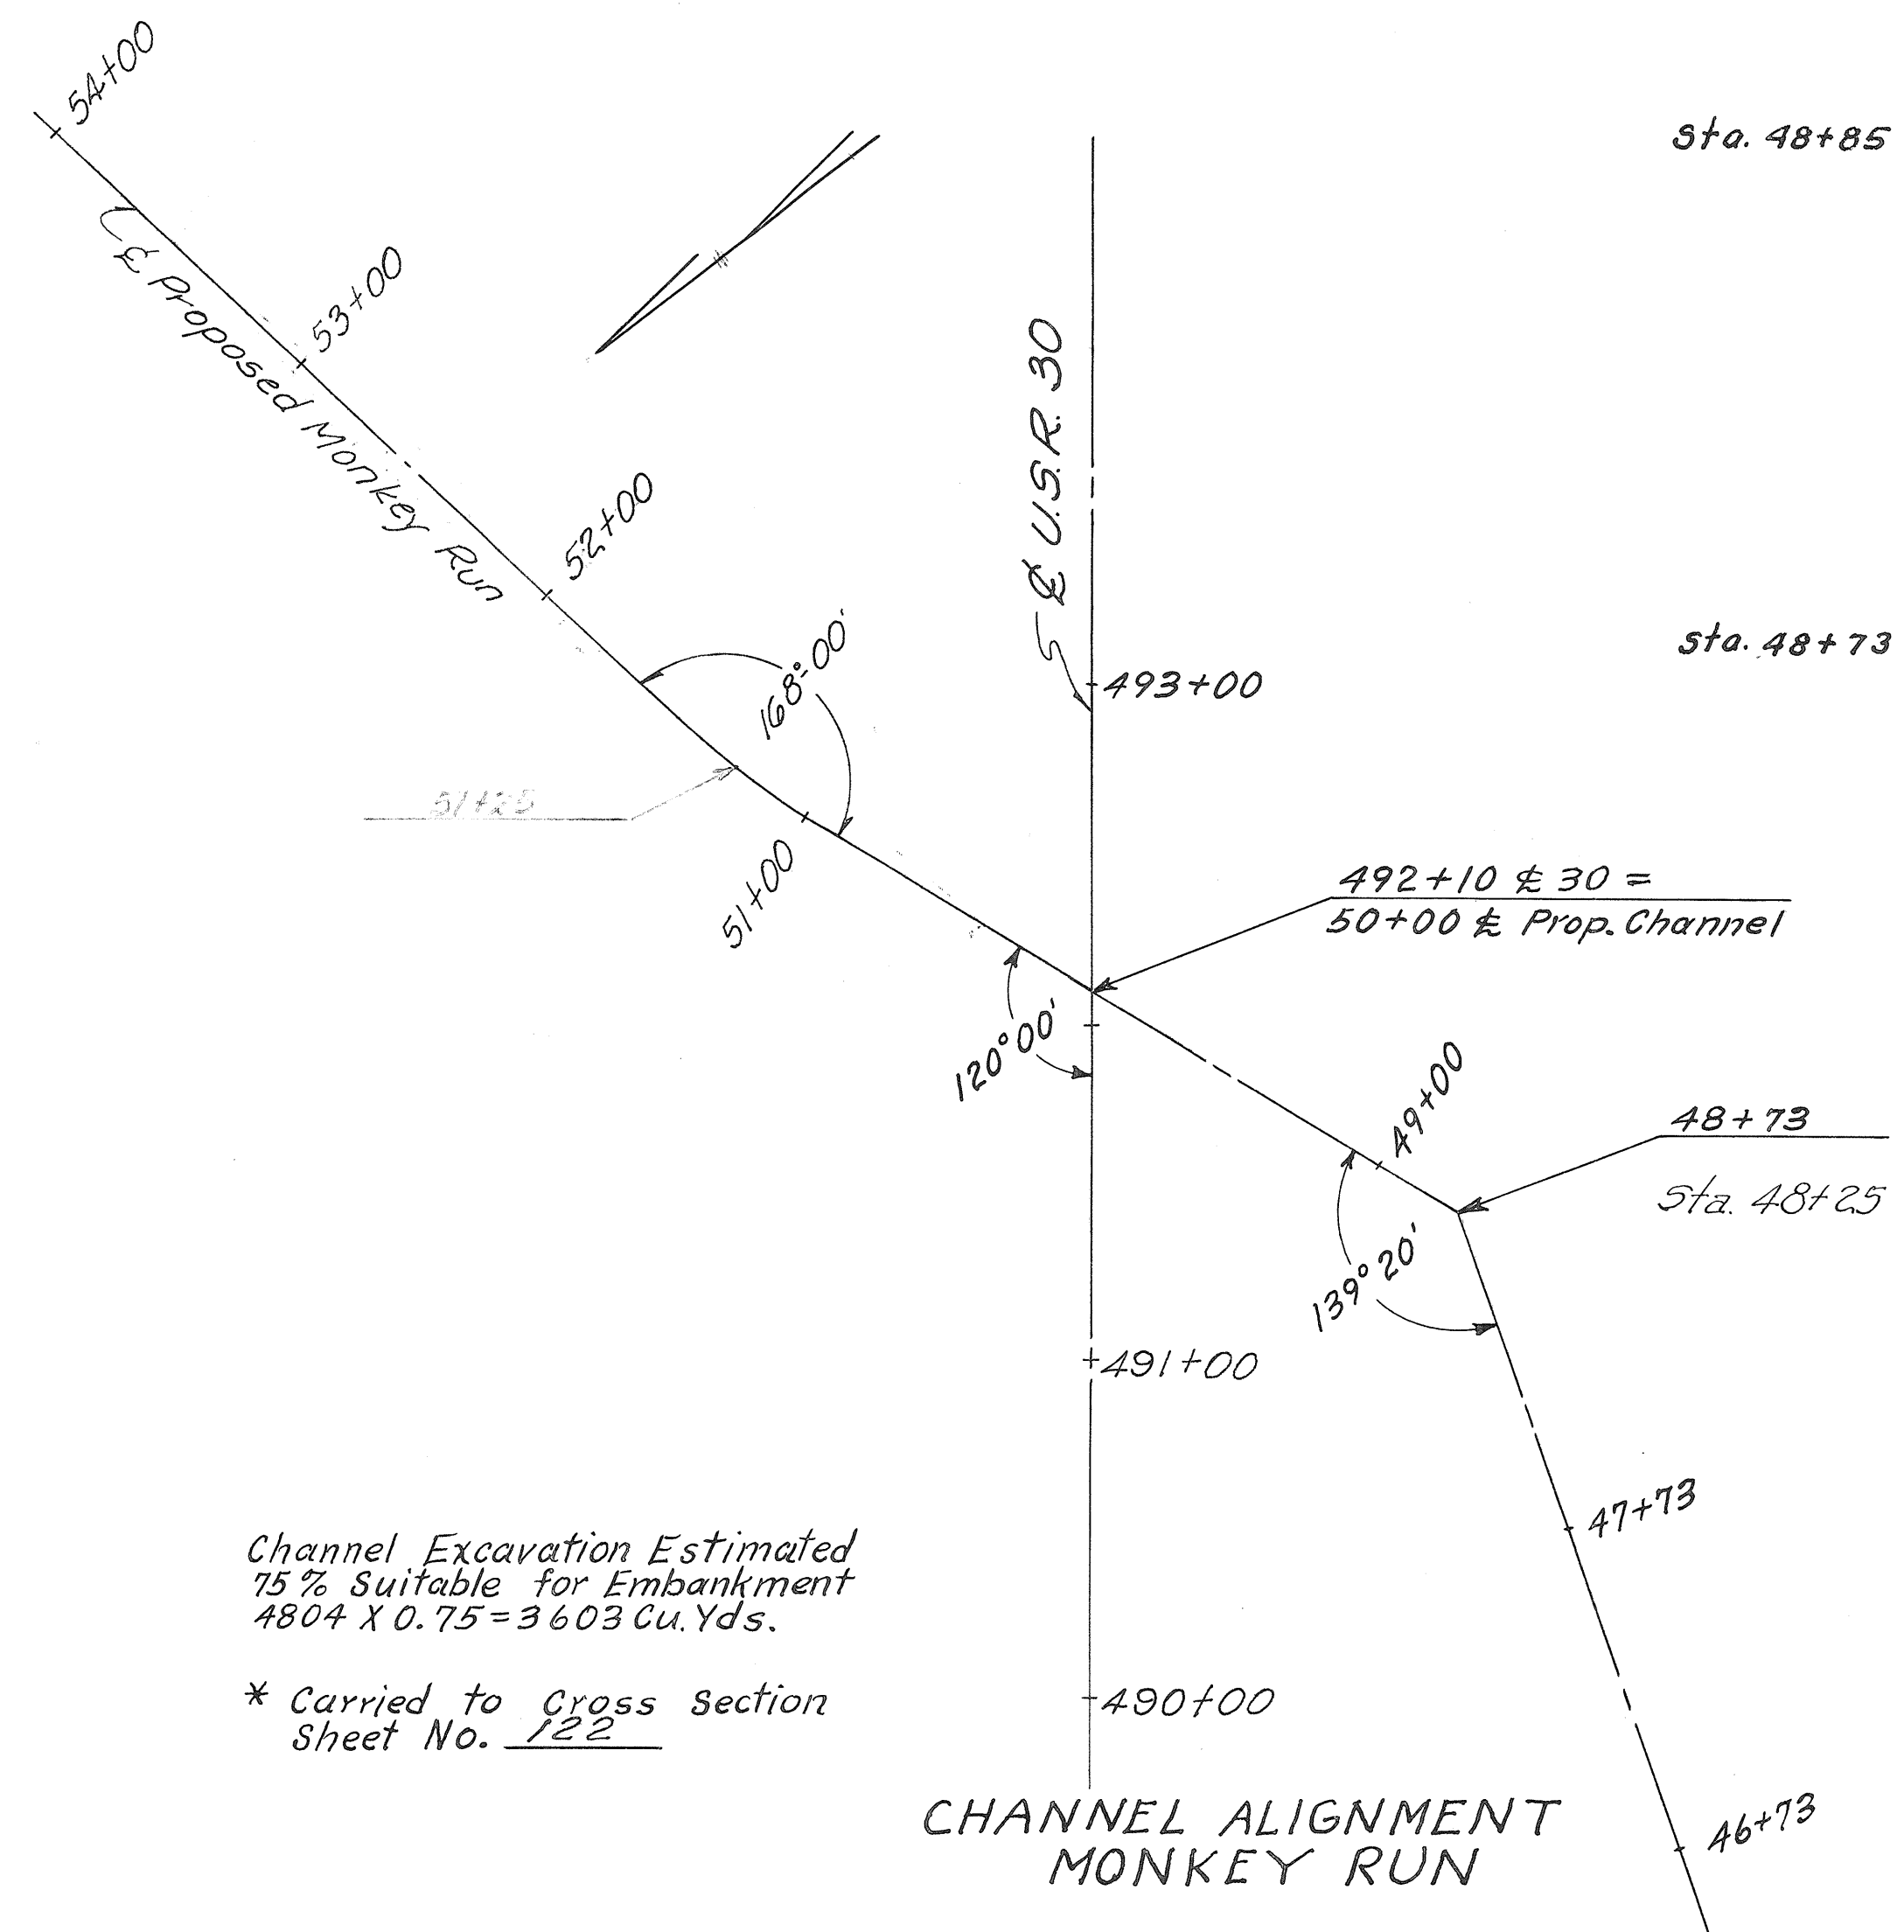 54+00
Sta. 48+85
53+00
℄ Proposed Monkey Run
℄ U.S.R. 30
52+00
168°-00'
Sta. 48+73
493+00
51+25
51+00
492+10 ℄ 30 =
50+00 ℄ Prop. Channel
120°00'
49+00
48+73
Sta. 48+25
139°20'
491+00
47+73
Channel Excavation Estimated
75% Suitable for Embankment
4804 X 0.75=3603 Cu. Yds.
* Carried to Cross Section
Sheet No. 122
490+00
46+73
CHANNEL ALIGNMENT
MONKEY RUN